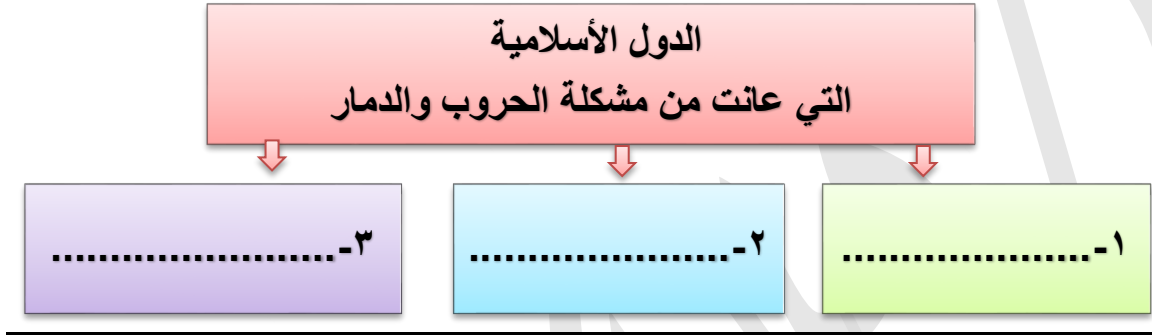 الدول الأسلامية
التي عانت من مشكلة الحروب والدمار
١-.....................
٢-......................
٣-........................